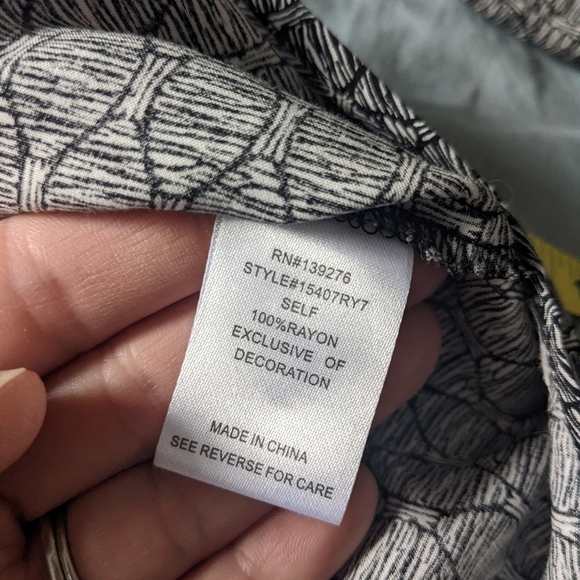 RN#139276
STYLE#15407RY7
SELF
100%RAYON
EXCLUSIVE OF
DECORATION
MADE IN CHINA
SEE REVERSE FOR CARE